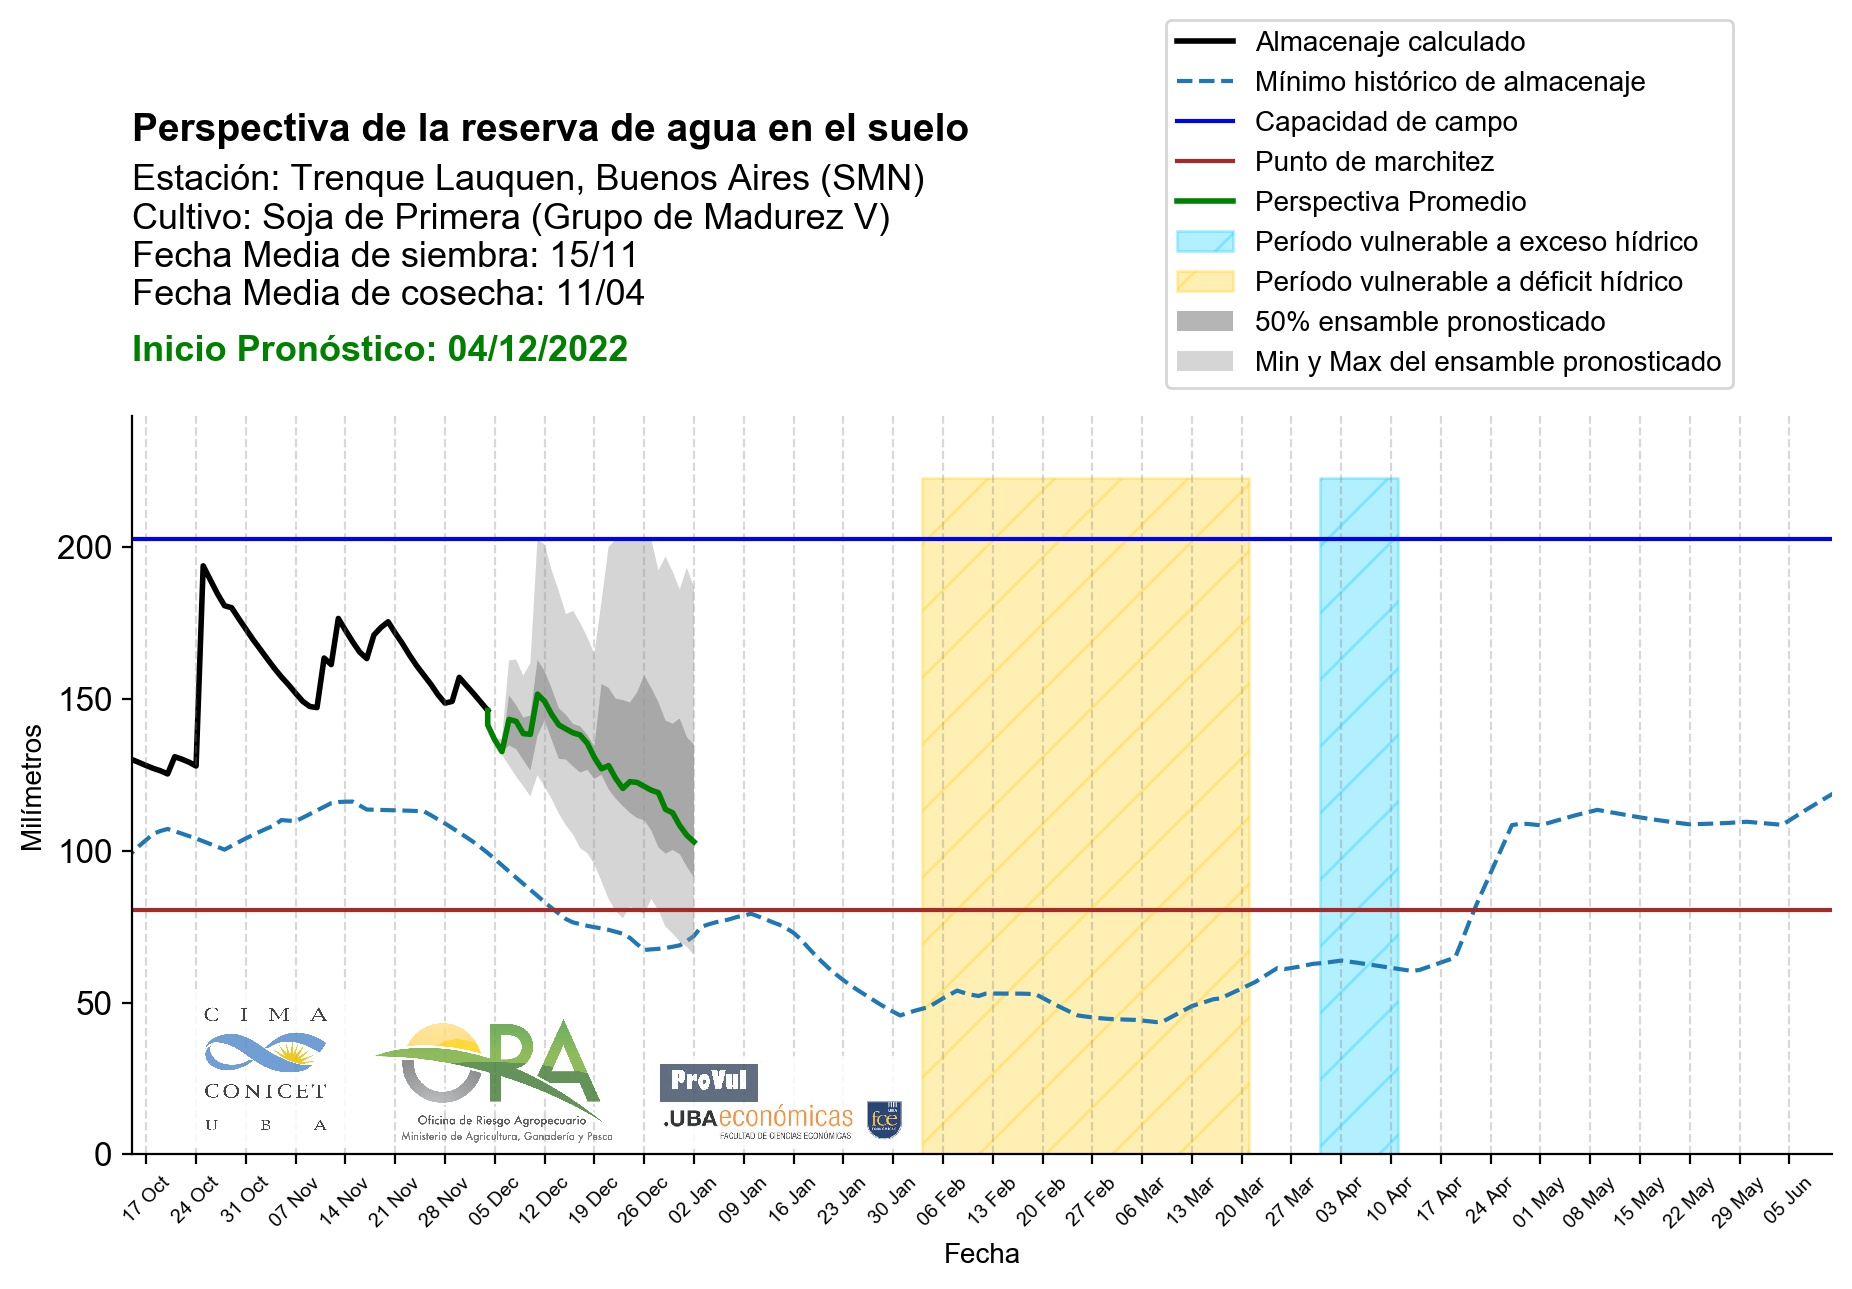 Almacenaje calculado
Mínimo histórico de almacenaje
Capacidad de campo
Punto de marchitez
Perspectiva Promedio
Período vulnerable a exceso hídrico
Período vulnerable a déficit hídrico
50% ensamble pronosticado
Min y Max del ensamble pronosticado
Perspectiva de la reserva de agua en el suelo
Estación: Trenque Lauquen, Buenos Aires (SMN)
Cultivo: Soja de Primera (Grupo de Madurez V)
Fecha Media de siembra: 15/11
Fecha Media de cosecha: 11/04
Inicio Pronóstico: 04/12/2022
200
150
100
50
0
Milímetros
CIMA
CONICET
UBA
ORA
Oficina de Riesgo Agropecuario
Ministerio de Agricultura, Ganadería y Pesca
ProVul
.UBAeconómicas
FACULTAD DE CIENCIAS ECONÓMICAS
UBA
fce
17 Oct
24 Oct
31 Oct
07 Nov
14 Nov
21 Nov
28 Nov
05 Dec
12 Dec
19 Dec
26 Dec
02 Jan
09 Jan
16 Jan
23 Jan
30 Jan
06 Feb
13 Feb
20 Feb
27 Feb
06 Mar
13 Mar
20 Mar
27 Mar
03 Apr
10 Apr
17 Apr
24 Apr
01 May
08 May
15 May
22 May
29 May
05 Jun
Fecha